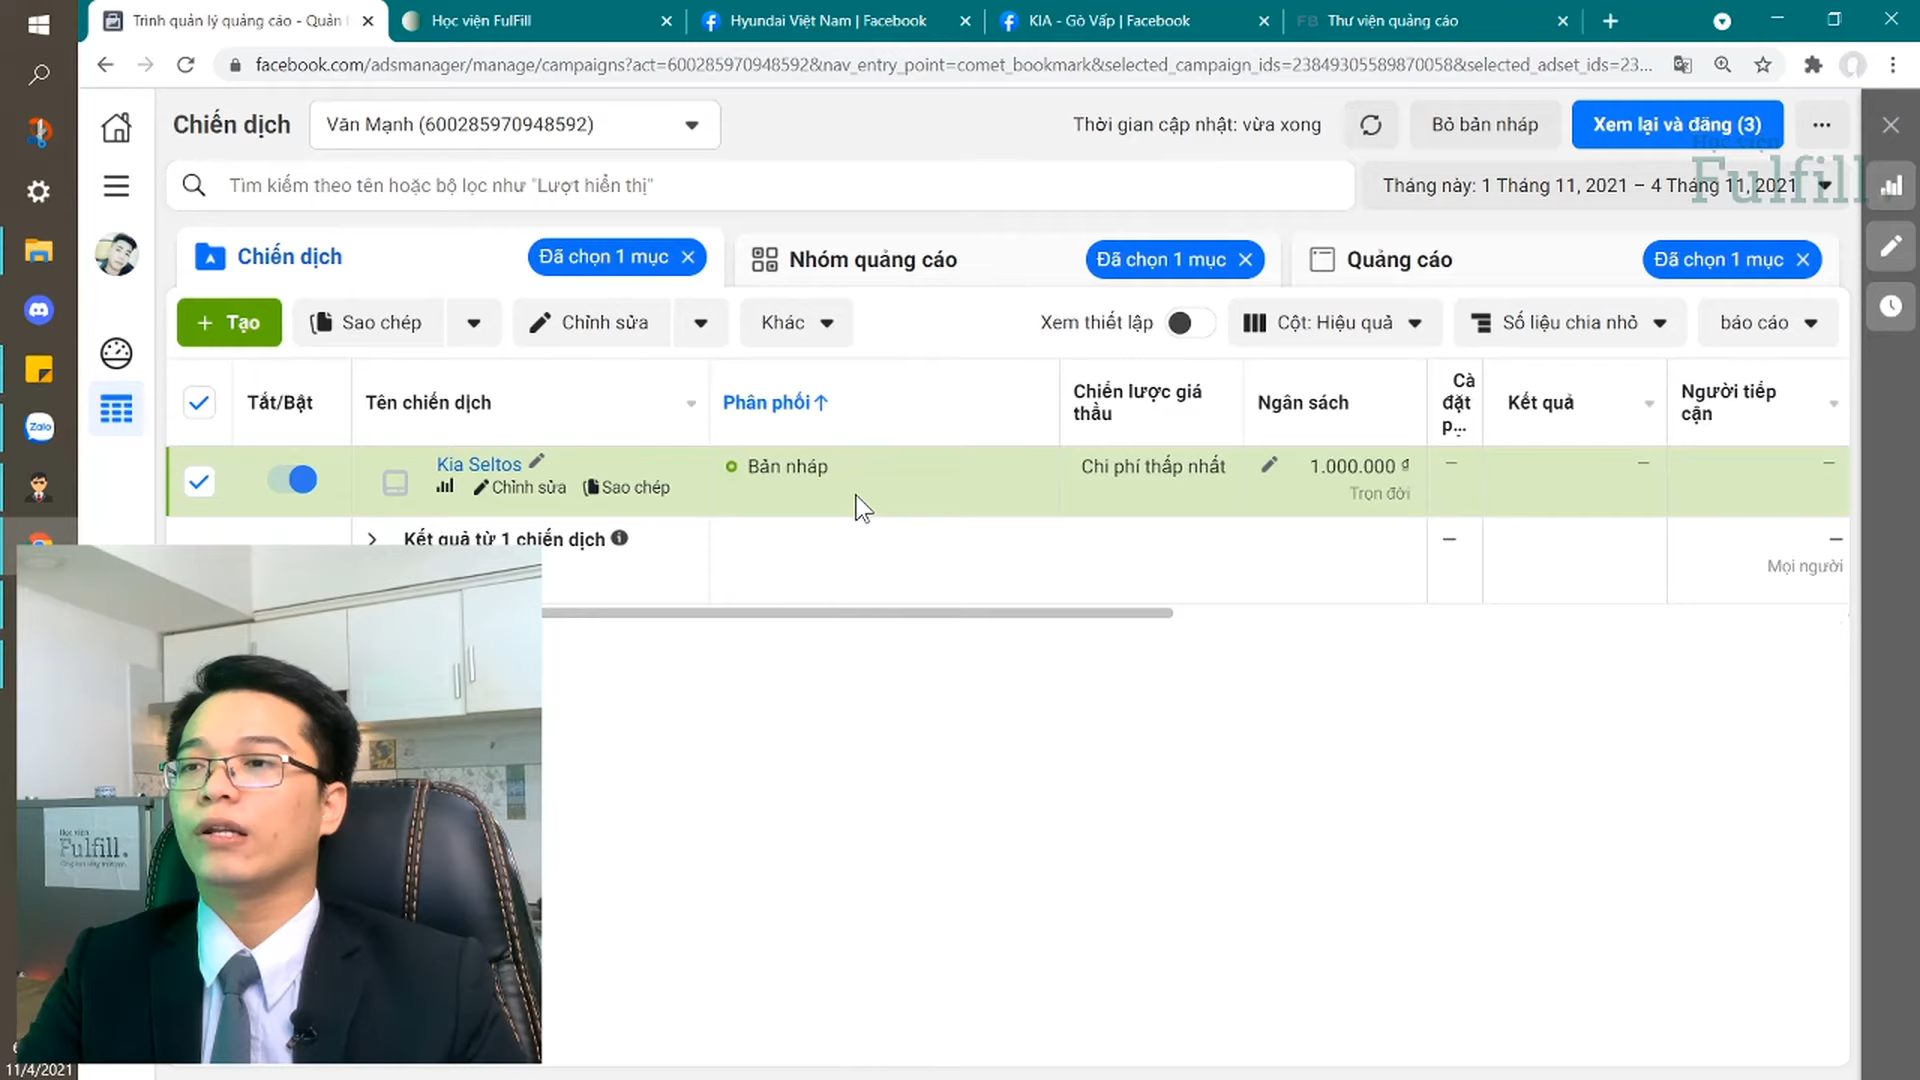 Trình quản lý quảng cáo - Quản l
Học viện FulFill
Hyundai Việt Nam | Facebook
KIA - Gò Vấp | Facebook
FB Thư viện quảng cáo
facebook.com/adsmanager/manage/campaigns?act=600285970948592&nav_entry_point=comet_bookmark&selected_campaign_ids=23849305589870058&selected_adset_ids=23...
Chiến dịch
Văn Mạnh (600285970948592)
Thời gian cập nhật: vừa xong
Bỏ bản nháp
Xem lại và đăng (3)
Học viện
Fulfill
Tìm kiếm theo tên hoặc bộ lọc như "Lượt hiển thị"
Tháng này: 1 Tháng 11, 2021 – 4 Tháng 11, 2021
Chiến dịch
Đã chọn 1 mục
Nhóm quảng cáo
Đã chọn 1 mục
Quảng cáo
Đã chọn 1 mục
+ Tạo
Sao chép
Chỉnh sửa
Khác
Xem thiết lập
Cột: Hiệu quả
Số liệu chia nhỏ
báo cáo
Tắt/Bật
Tên chiến dịch
Phân phối↑
Chiến lược giá
thầu
Ngân sách
Cà
đặt
p...
Kết quả
Người tiếp
cận
Kia Seltos
Chỉnh sửa
Sao chép
Bản nháp
Chi phí thấp nhất
1.000.000 ₫
Trọn đời
—
—
—
Kết quả từ 1 chiến dịch
—
—
Mọi người
Zalo
Học viện
Fulfill.
11/4/2021